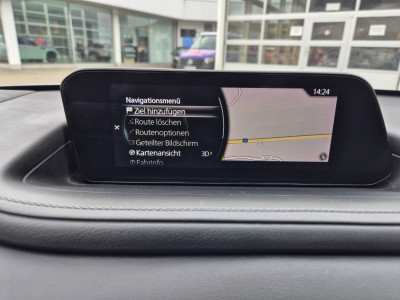 Navigationsmenü
14:24
Ziel hinzufügen
Route löschen
Routenoptionen
Geteilter Bildschirm
Kartenansicht 3D
Fahrinfo